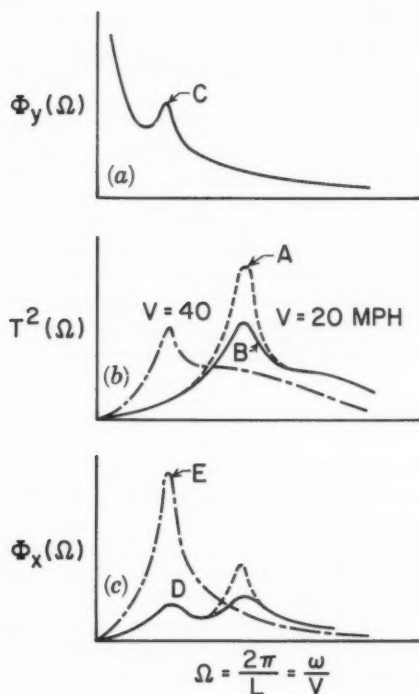 Φy(Ω)
C
(a)
A
T²(Ω)
V = 40
V = 20 MPH
B
(b)
E
Φx(Ω)
(c)
D
Ω = 2π/L = ω/V